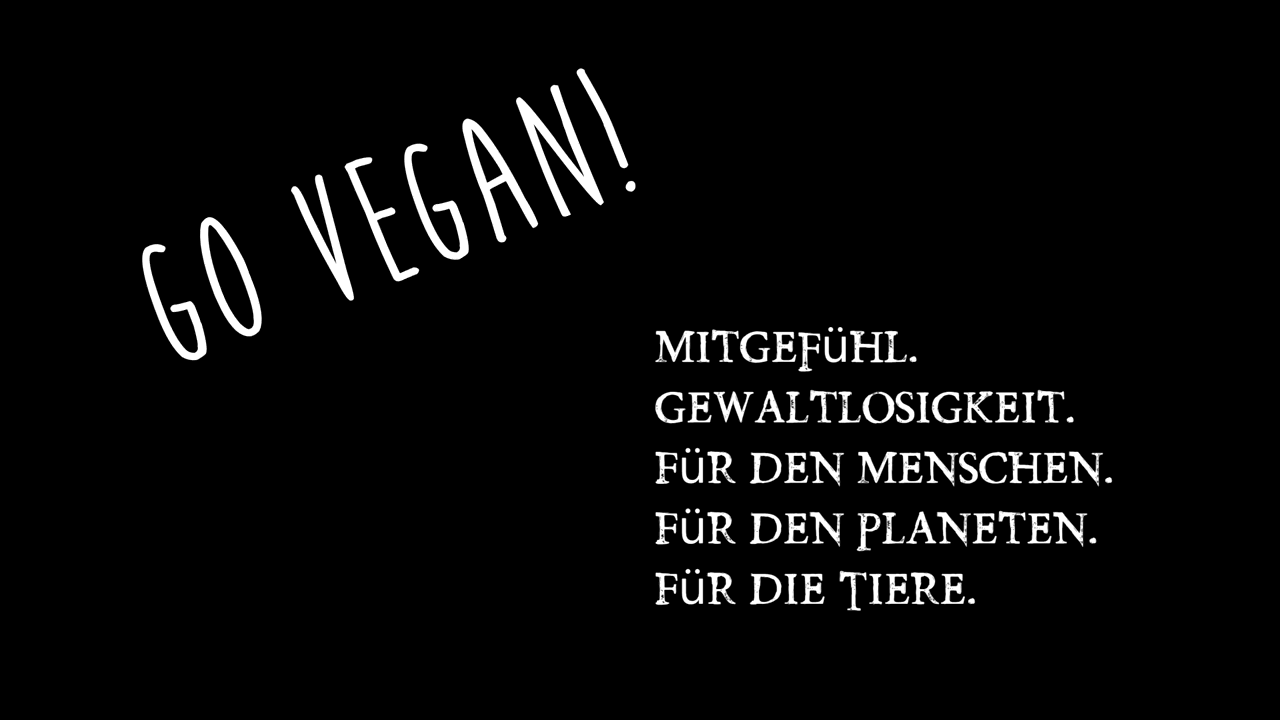 GO VEGAN!
MITGEFÜHL.
GEWALTLOSIGKEIT.
FÜR DEN MENSCHEN.
FÜR DEN PLANETEN.
FÜR DIE TIERE.